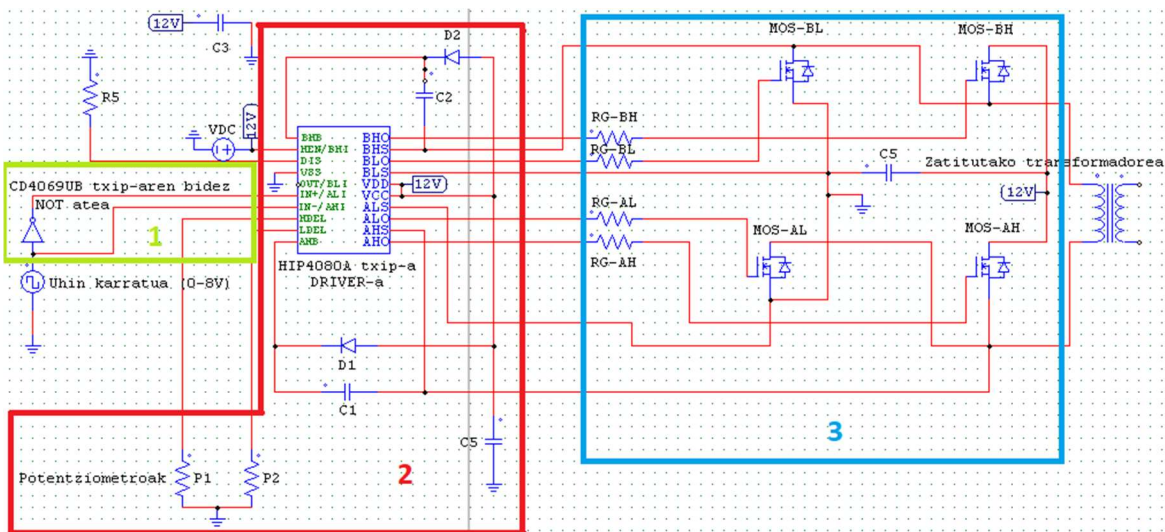 12V
C3
D2
MOS-BL
MOS-BH
R5
C2
VDC
12V
RG-BH
RG-BL
BHB
HEN/BHI
DIS
VSS
OUT/BLI
IN+/ALI
IN-/AHI
HDEL
LDEL
AHB
BHO
BHS
BLO
BLS
VDD
VCC
ALS
ALO
AHS
AHO
12V
C5
Zatitutako transformadorea
12V
CD4069UB txip-aren bidez
NOT atea
1
RG-AL
RG-AH
MOS-AL
MOS-AH
HIP4080A txip-a
DRIVER-a
Uhin karratua (0-8V)
D1
C1
C5
3
Potentziometroak
P1
P2
2